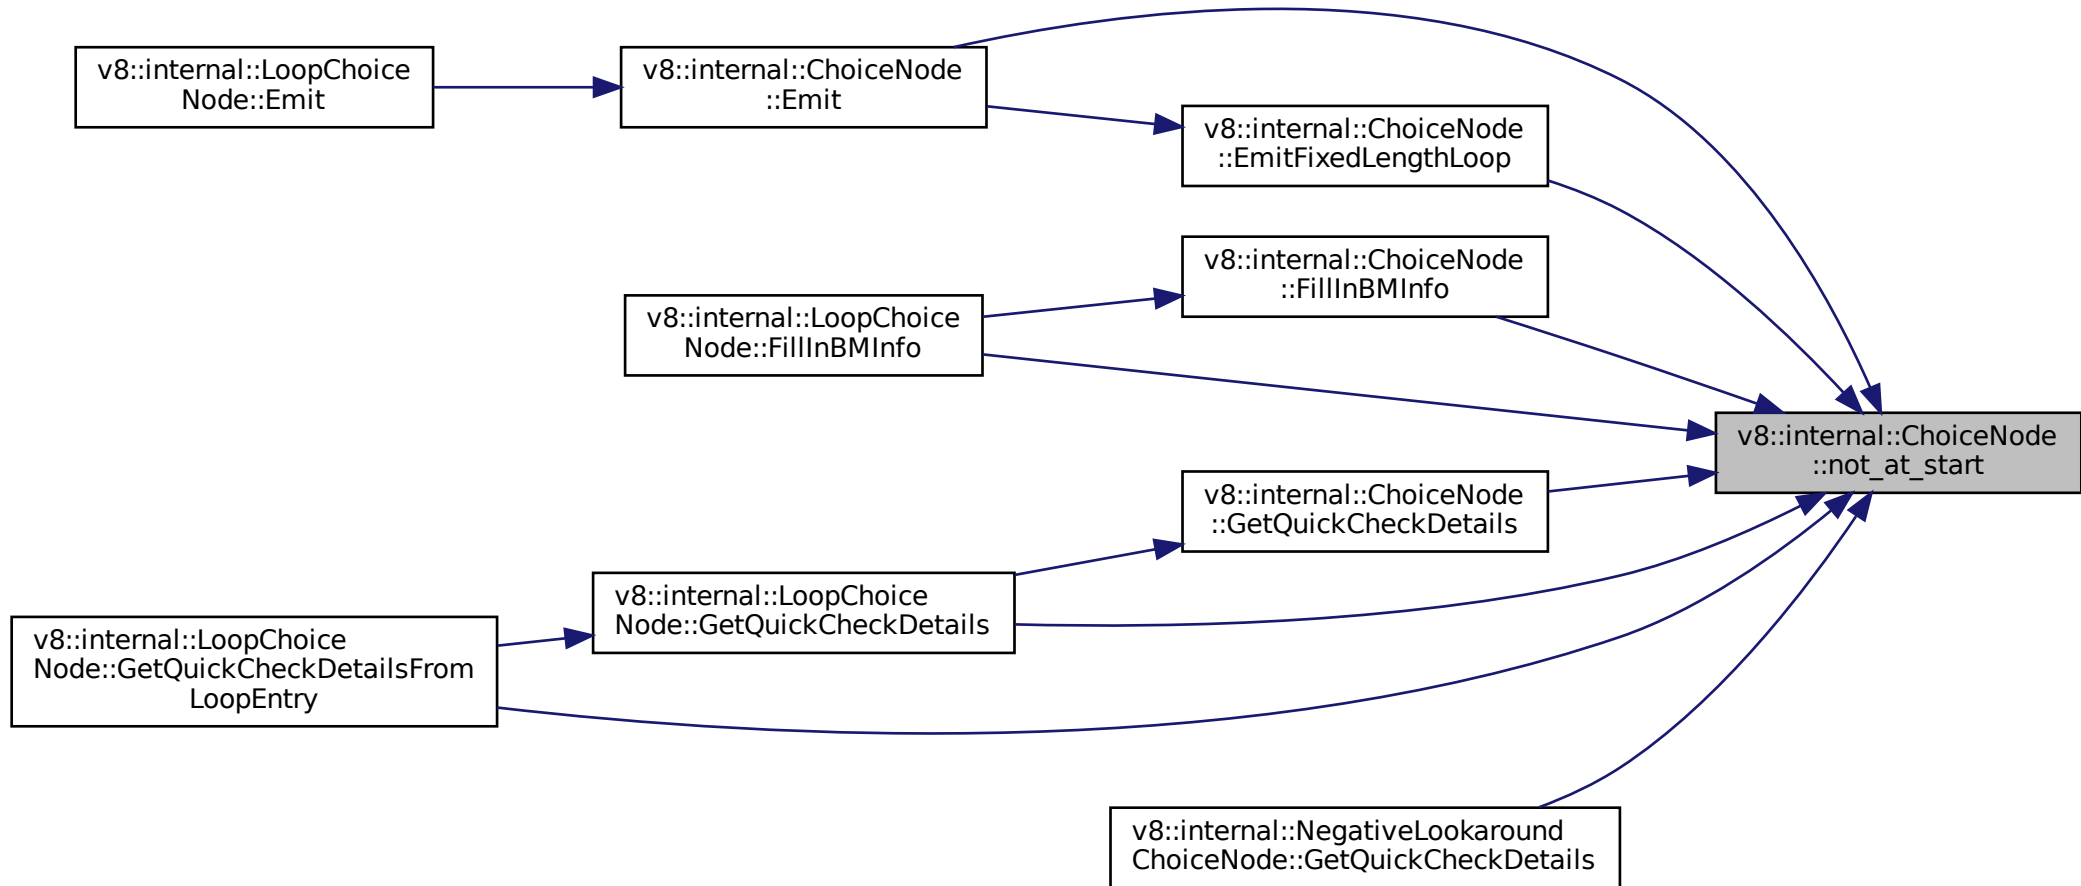 v8::internal::LoopChoice
Node::Emit
v8::internal::ChoiceNode
::Emit
v8::internal::ChoiceNode
::EmitFixedLengthLoop
v8::internal::ChoiceNode
::FillInBMInfo
v8::internal::LoopChoice
Node::FillInBMInfo
v8::internal::ChoiceNode
::not_at_start
v8::internal::ChoiceNode
::GetQuickCheckDetails
v8::internal::LoopChoice
Node::GetQuickCheckDetails
v8::internal::LoopChoice
Node::GetQuickCheckDetailsFrom
LoopEntry
v8::internal::NegativeLookaround
ChoiceNode::GetQuickCheckDetails